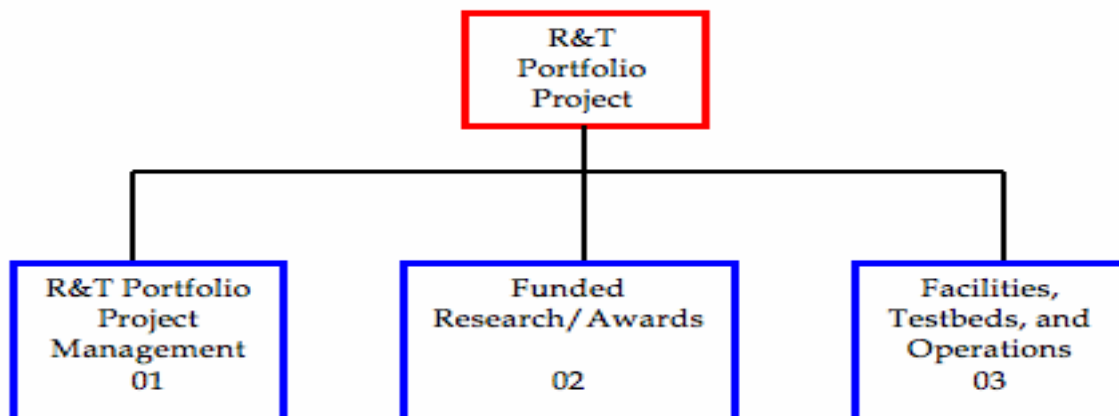 R&T
Portfolio
Project
R&T Portfolio
Project
Management
01
Funded
Research/Awards
02
Facilities,
Testbeds, and
Operations
03